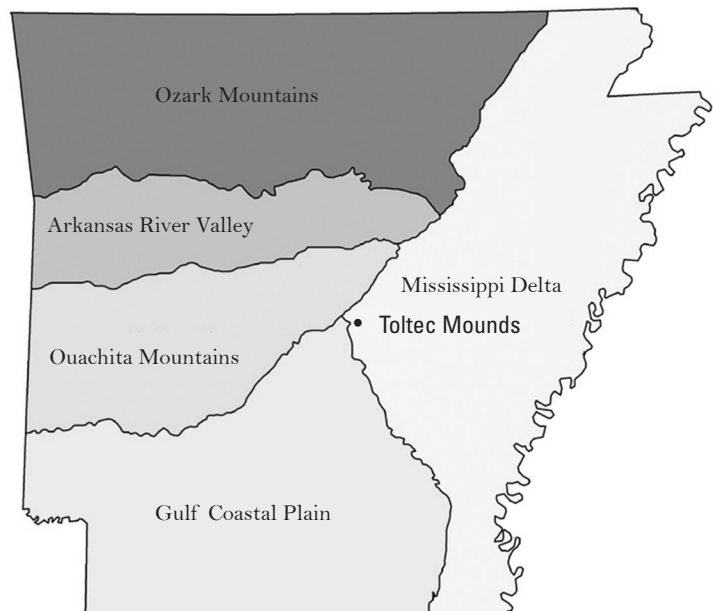 Ozark Mountains
Arkansas River Valley
Mississippi Delta
Toltec Mounds
Ouachita Mountains
Gulf Coastal Plain